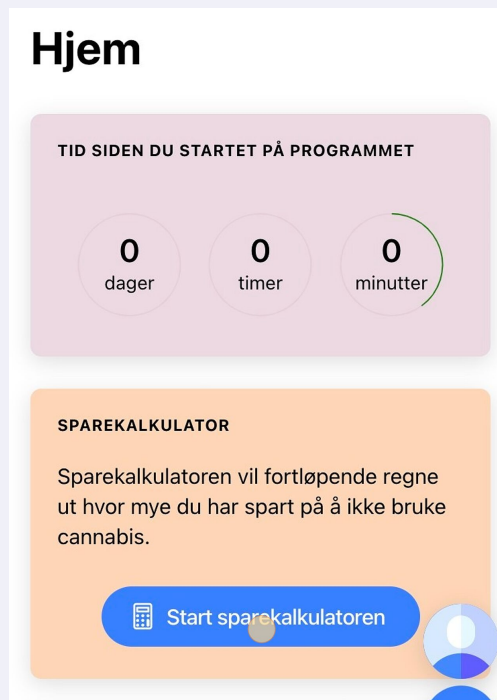 Hjem
TID SIDEN DU STARTET PÅ PROGRAMMET
0 0 0
dager timer minutter
SPAREKALKULATOR
Sparekalkulatoren vil fortløpende regne
ut hvor mye du har spart på å ikke bruke
cannabis.
Start sparekalkulatoren